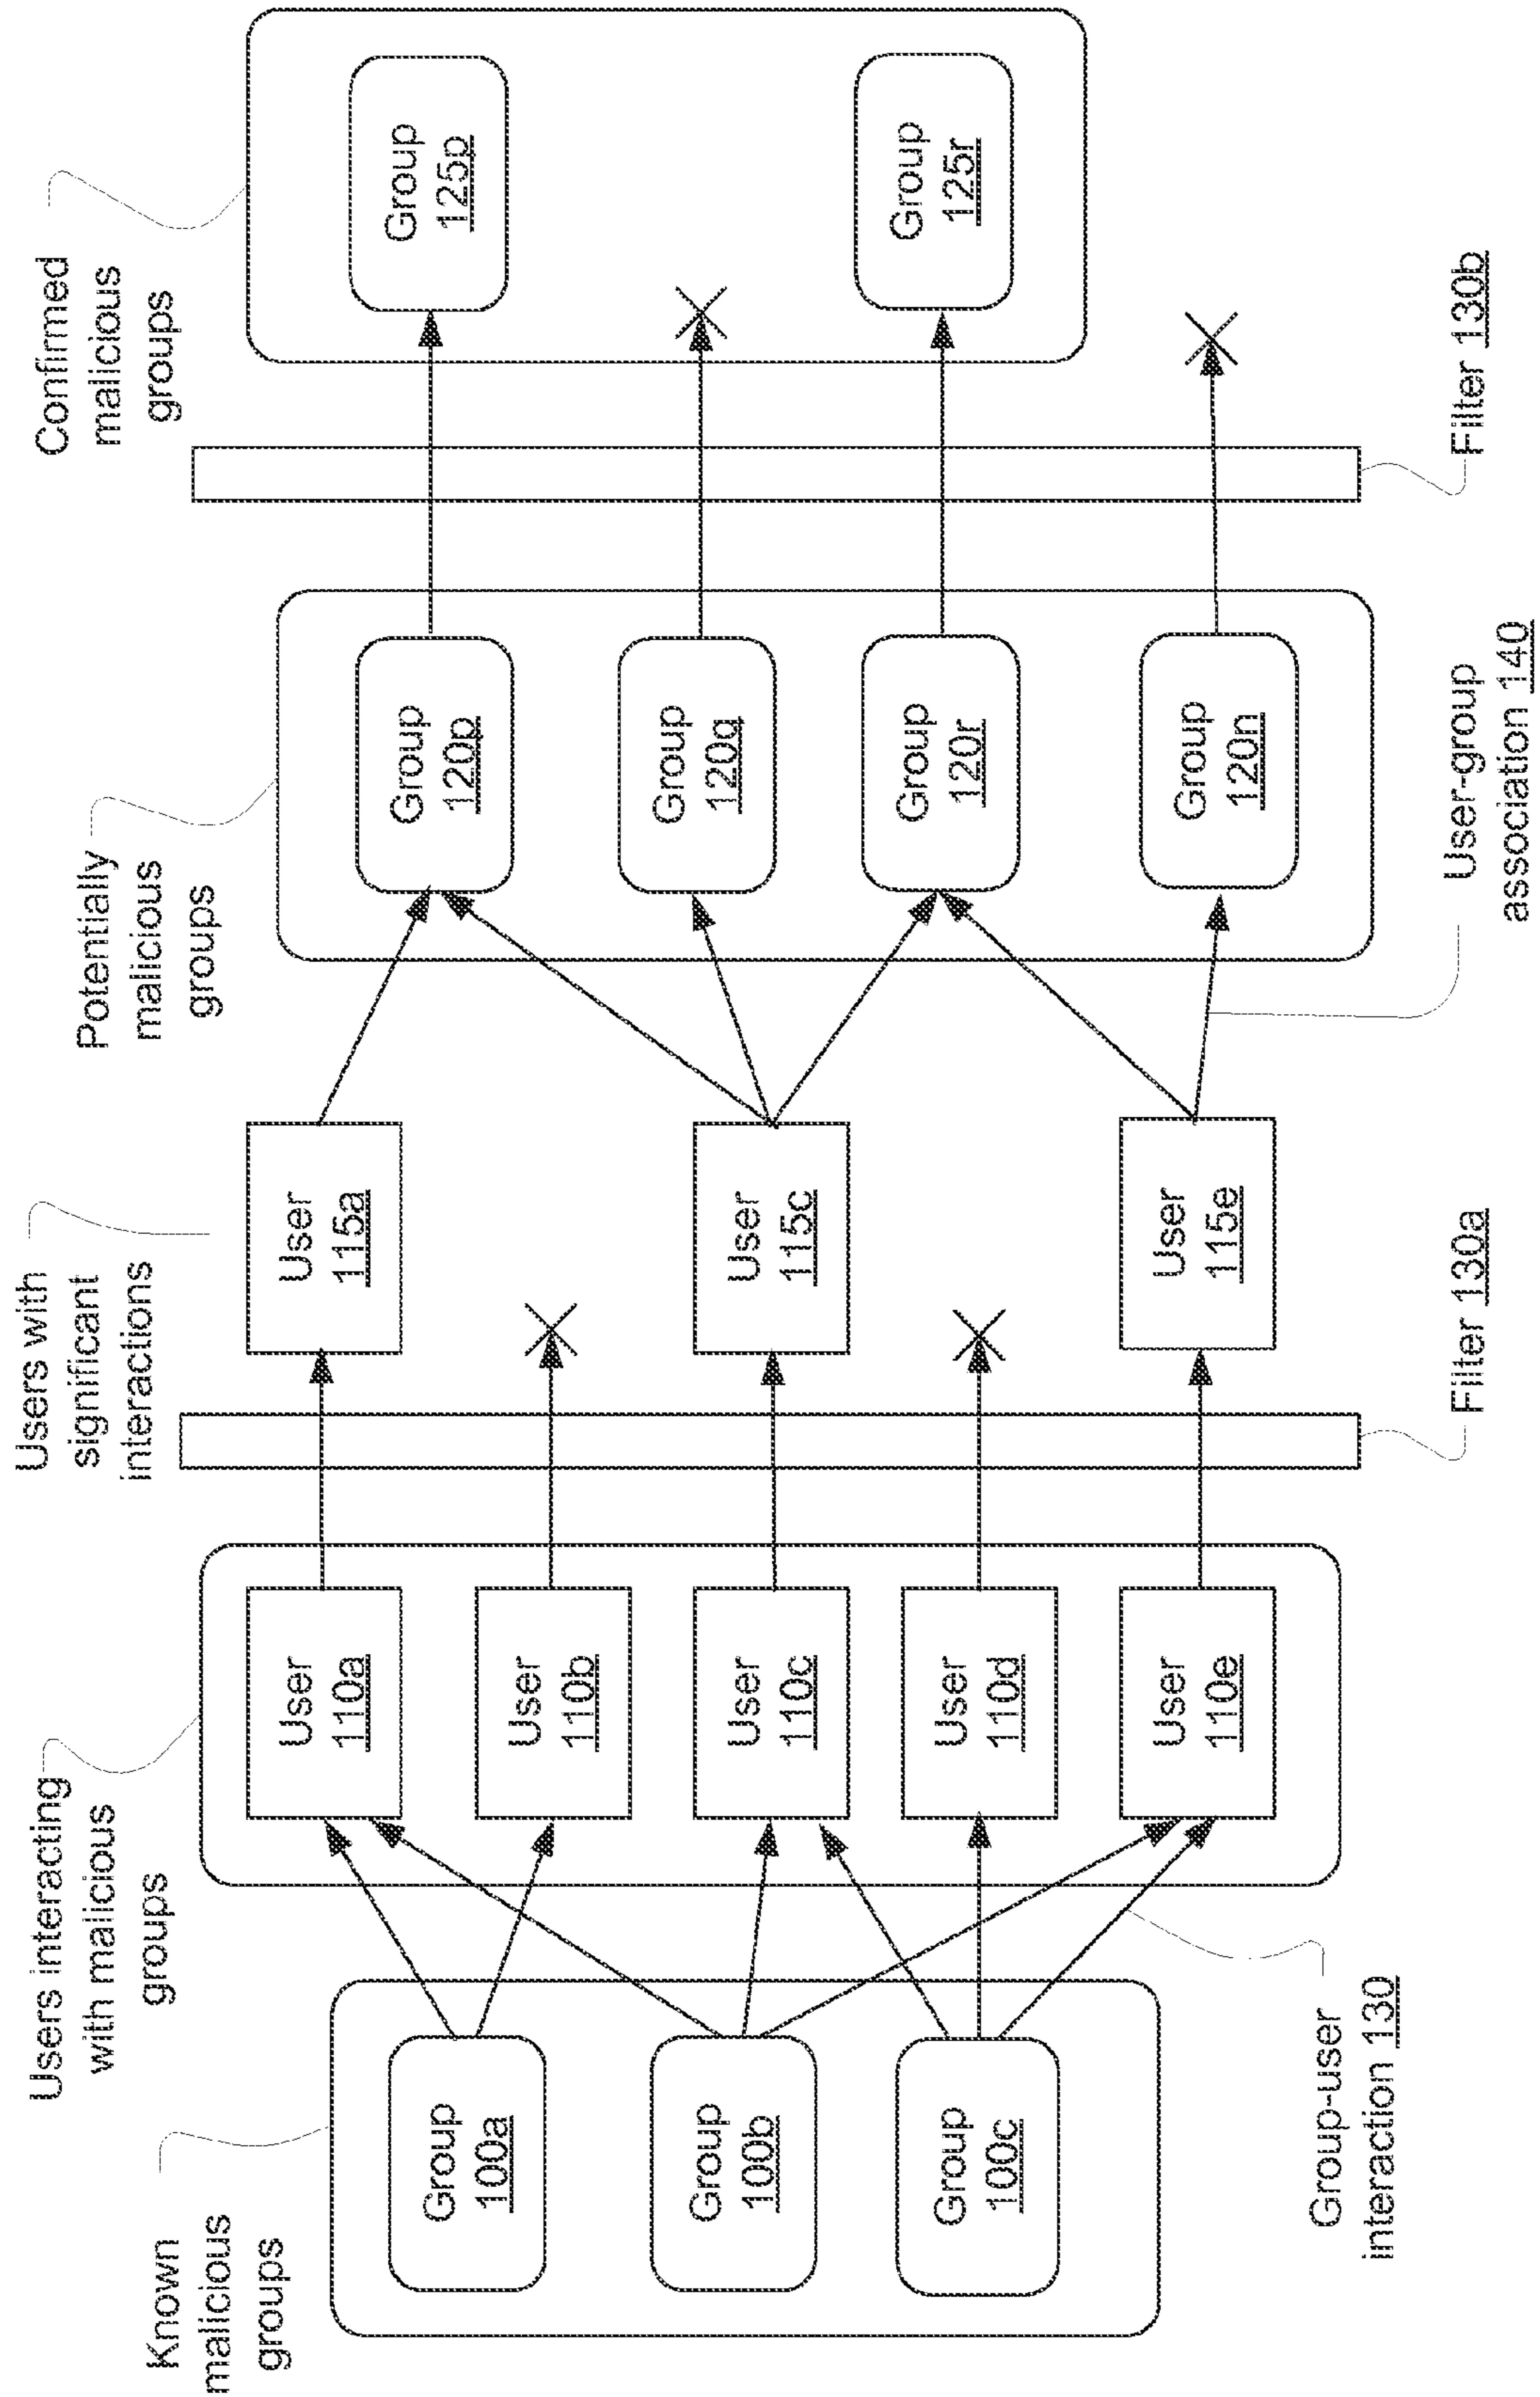 Known
malicious
groups
Users interacting
with malicious
groups
Users with
significant
interactions
Potentially
malicious
groups
Confirmed
malicious
groups
Group
100a
Group
100b
Group
100c
User
110a
User
110b
User
110c
User
110d
User
110e
User
115a
User
115c
User
115e
Group
120p
Group
120q
Group
120r
Group
120n
Group
125p
Group
125r
Group-user
interaction 130
Filter 130a
User-group
association 140
Filter 130b